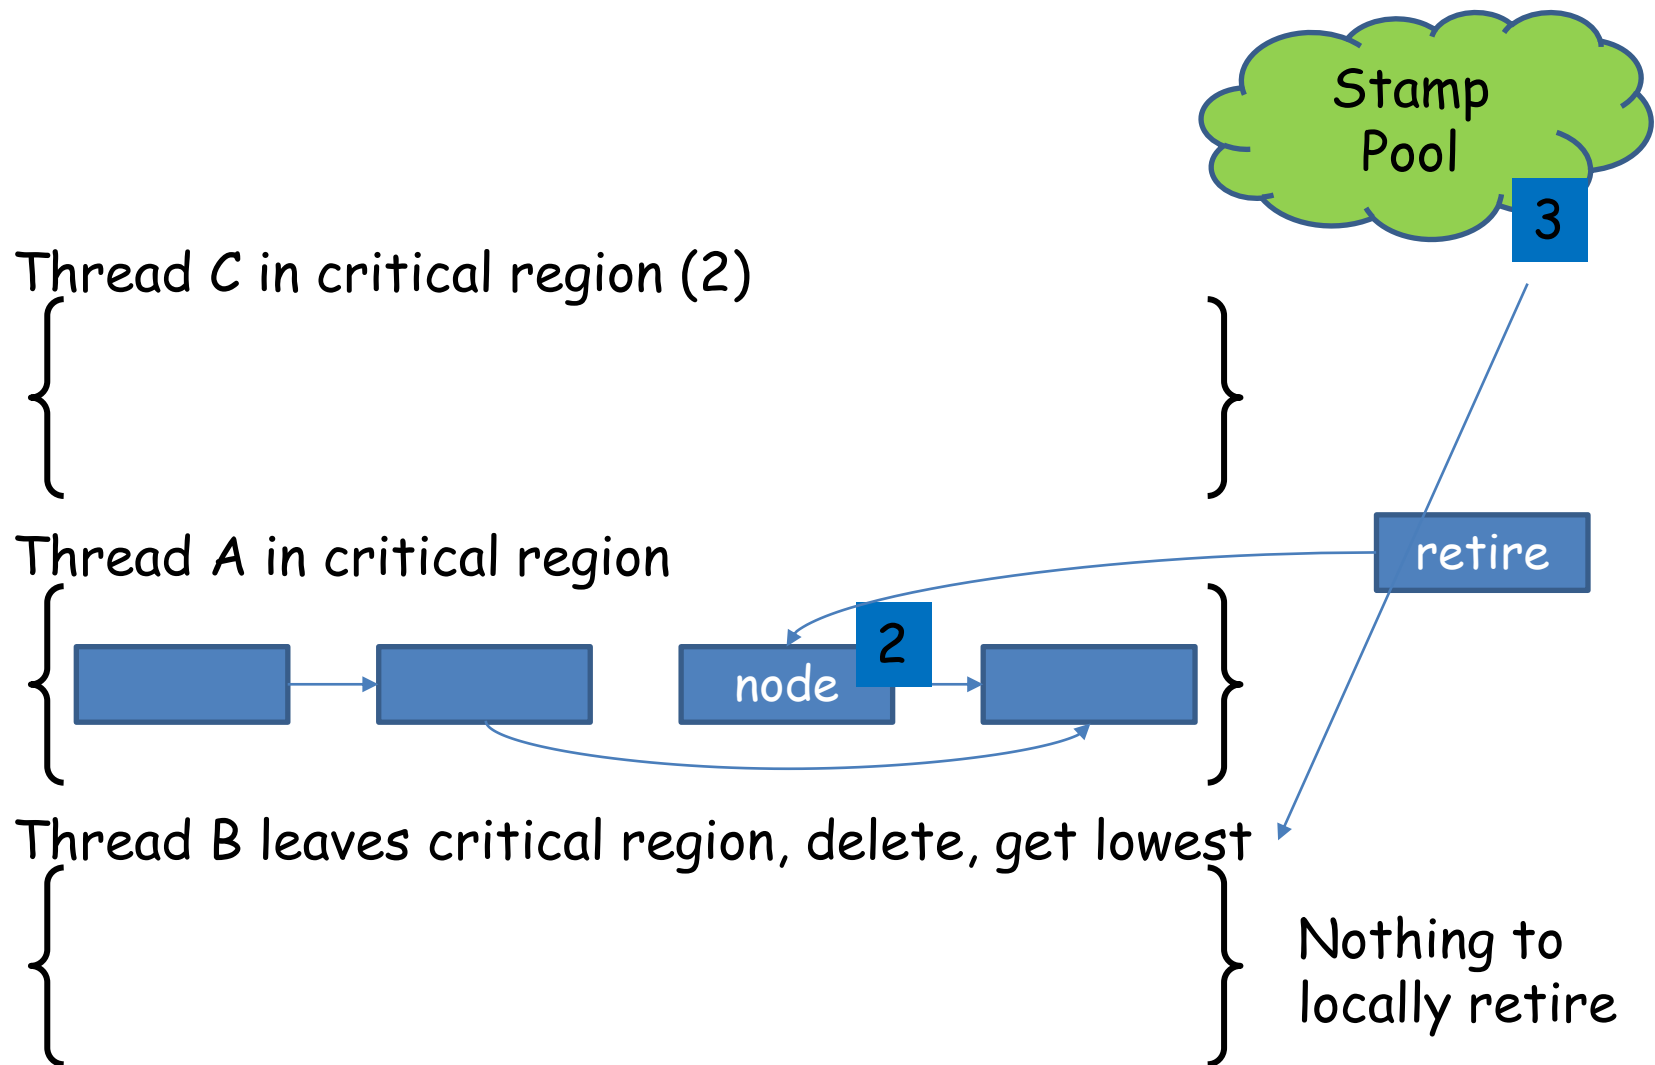 Stamp
Pool
3
Thread C in critical region (2)
Thread A in critical region
retire
2
node
Thread B leaves critical region, delete, get lowest
Nothing to
locally retire